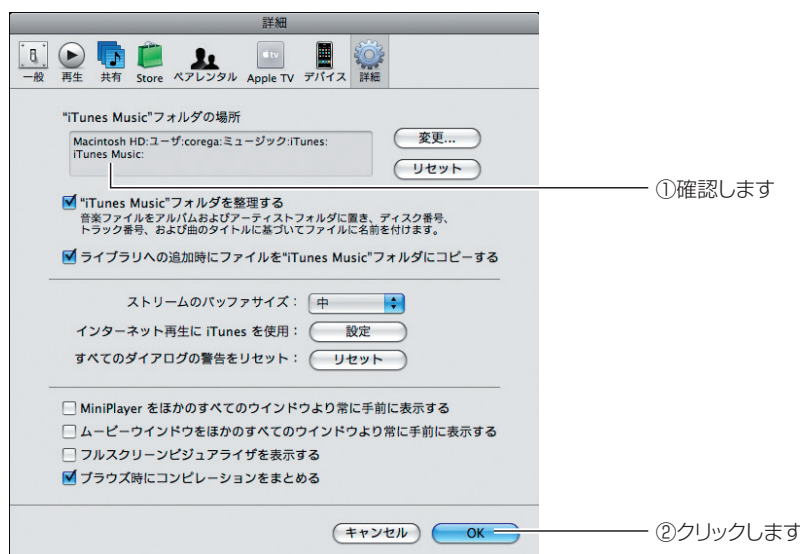 詳細
一般 再生 共有 Store ペアレンタル Apple TV デバイス 詳細
"iTunes Music"フォルダの場所
Macintosh HD:ユーザ:corega:ミュージック:iTunes:
iTunes Music:
変更...
リセット
①確認します
"iTunes Music"フォルダを整理する
音楽ファイルをアルバムおよびアーティストフォルダに置き、ディスク番号、
トラック番号、および曲のタイトルに基づいてファイルに名前を付けます。
ライブラリへの追加時にファイルを"iTunes Music"フォルダにコピーする
ストリームのバッファサイズ： 中
インターネット再生に iTunes を使用： 設定
すべてのダイアログの警告をリセット： リセット
MiniPlayer をほかのすべてのウインドウより常に手前に表示する
ムービーウインドウをほかのすべてのウインドウより常に手前に表示する
フルスクリーンビジュアライザを表示する
ブラウズ時にコンピレーションをまとめる
キャンセル OK
②クリックします